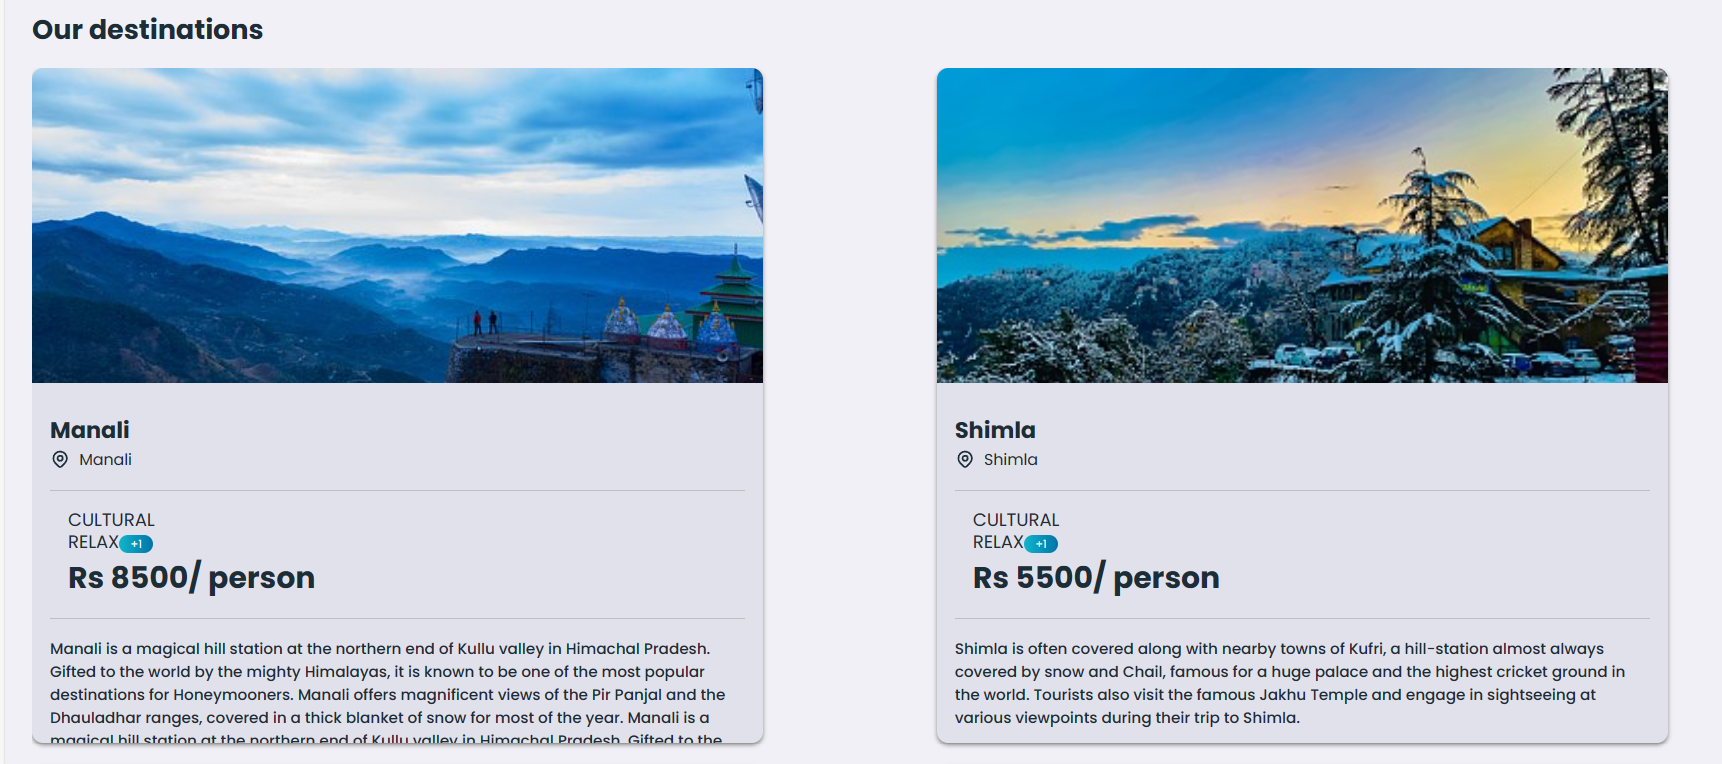 Our destinations
Manali
Manali
CULTURAL
RELAX +1
Rs 8500/ person
Manali is a magical hill station at the northern end of Kullu valley in Himachal Pradesh.
Gifted to the world by the mighty Himalayas, it is known to be one of the most popular
destinations for Honeymooners. Manali offers magnificent views of the Pir Panjal and the
Dhauladhar ranges, covered in a thick blanket of snow for most of the year. Manali is a
magical hill station at the northern end of Kullu valley in Himachal Pradesh. Gifted to the
Shimla
Shimla
CULTURAL
RELAX +1
Rs 5500/ person
Shimla is often covered along with nearby towns of Kufri, a hill-station almost always
covered by snow and Chail, famous for a huge palace and the highest cricket ground in
the world. Tourists also visit the famous Jakhu Temple and engage in sightseeing at
various viewpoints during their trip to Shimla.